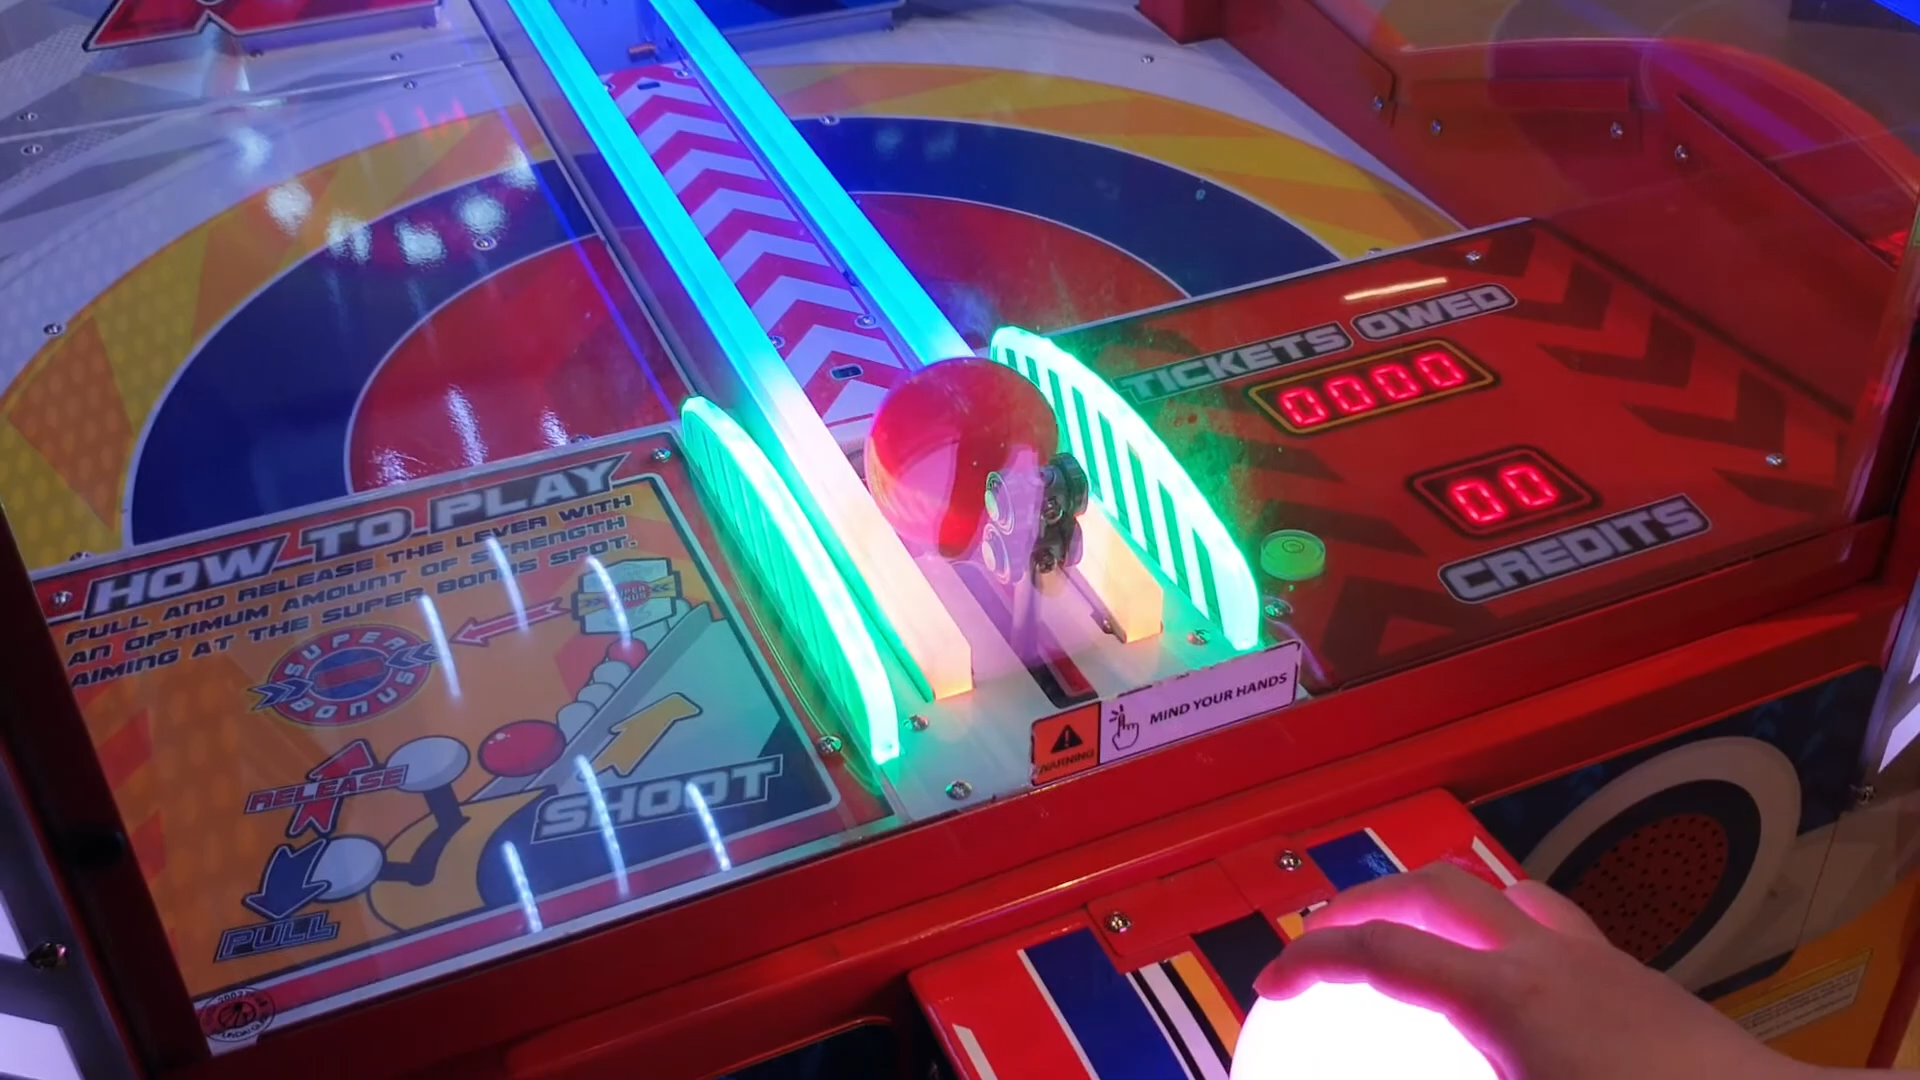 TICKETS OWED
0000
00
CREDITS
HOW TO PLAY
PULL AND RELEASE THE LEVER WITH
AN OPTIMUM AMOUNT OF STRENGTH
AIMING AT THE SUPER BONUS SPOT.
SUPER
BONUS
RELEASE
SHOOT
PULL
WARNING
MIND YOUR HANDS